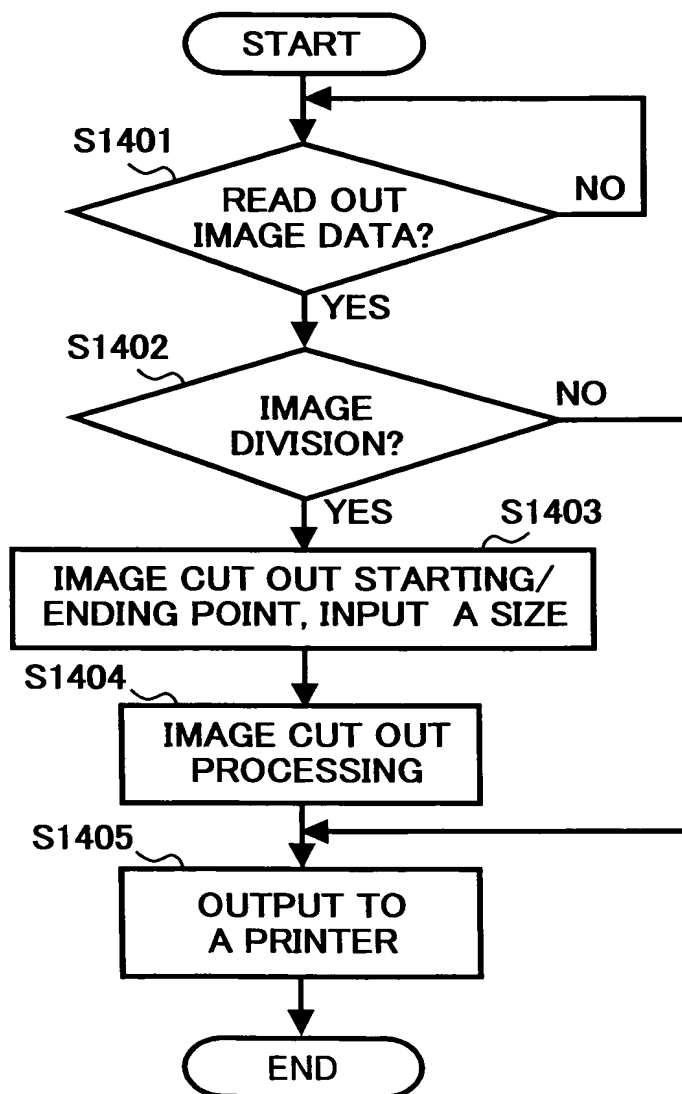 START
S1401
READ OUT
IMAGE DATA?
NO
YES
S1402
IMAGE
DIVISION?
NO
YES
S1403
IMAGE CUT OUT STARTING/
ENDING POINT, INPUT A SIZE
S1404
IMAGE CUT OUT
PROCESSING
S1405
OUTPUT TO
A PRINTER
END